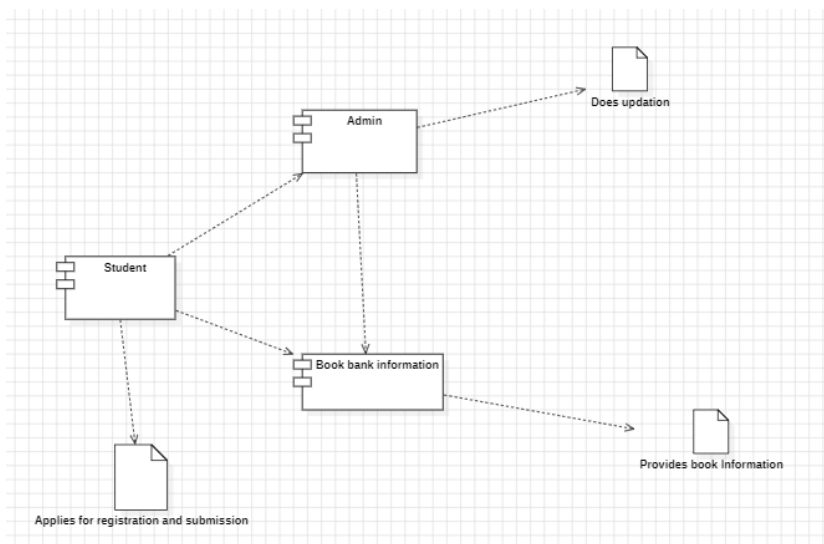 Does updation
Admin
Student
Book bank information
Provides book Information
Applies for registration and submission